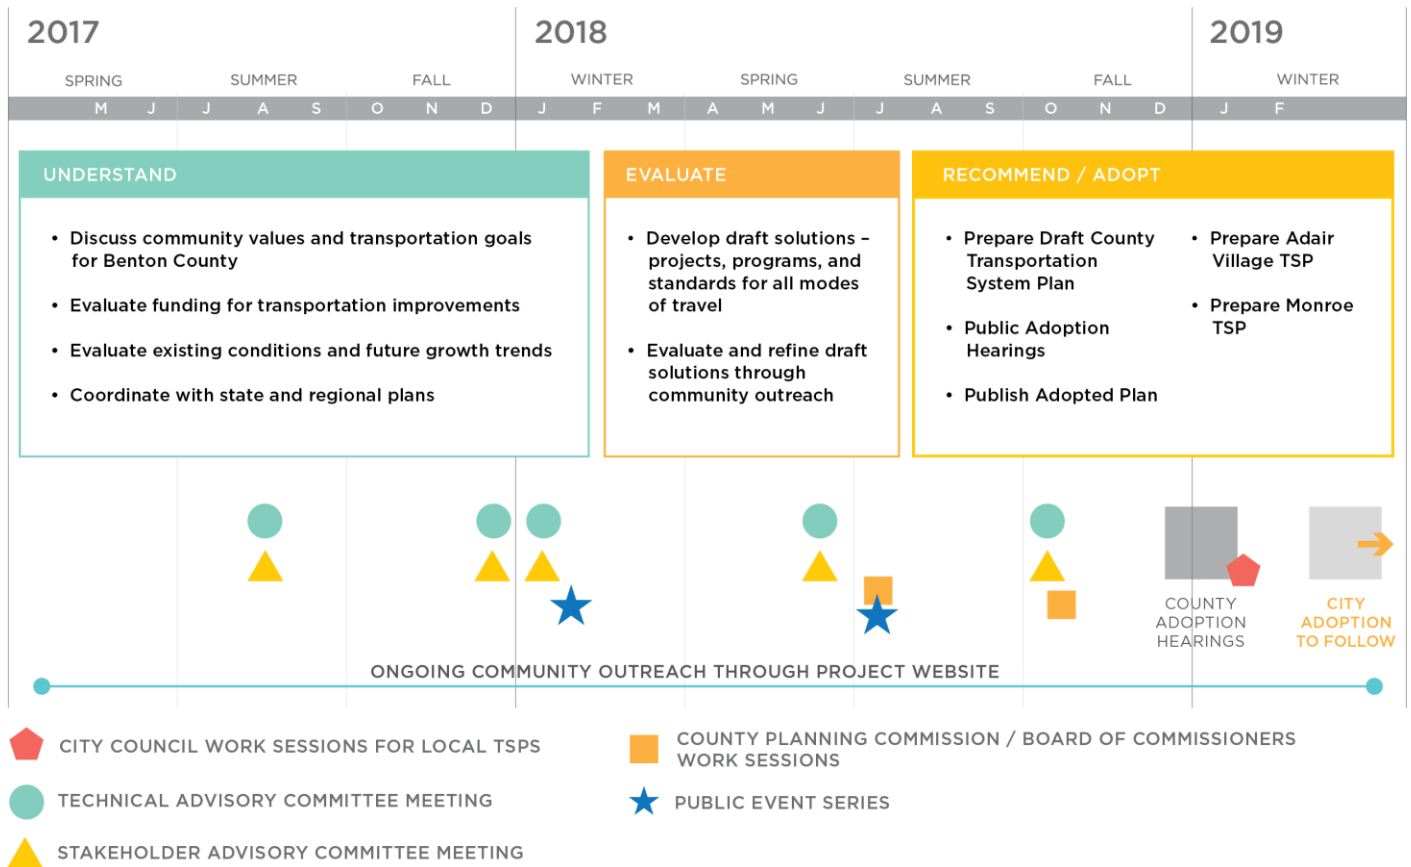 2017
2018
2019
SPRING SUMMER FALL WINTER SPRING SUMMER FALL WINTER
M J J A S O N D J F M A M J J A S O N D J F
UNDERSTAND
• Discuss community values and transportation goals
for Benton County
• Evaluate funding for transportation improvements
• Evaluate existing conditions and future growth trends
• Coordinate with state and regional plans
EVALUATE
• Develop draft solutions –
projects, programs, and
standards for all modes
of travel
• Evaluate and refine draft
solutions through
community outreach
RECOMMEND / ADOPT
• Prepare Draft County
Transportation
System Plan
• Public Adoption
Hearings
• Publish Adopted Plan
• Prepare Adair
Village TSP
• Prepare Monroe
TSP
COUNTY
ADOPTION
HEARINGS
CITY
ADOPTION
TO FOLLOW
ONGOING COMMUNITY OUTREACH THROUGH PROJECT WEBSITE
CITY COUNCIL WORK SESSIONS FOR LOCAL TSPS
TECHNICAL ADVISORY COMMITTEE MEETING
STAKEHOLDER ADVISORY COMMITTEE MEETING
COUNTY PLANNING COMMISSION / BOARD OF COMMISSIONERS
WORK SESSIONS
PUBLIC EVENT SERIES